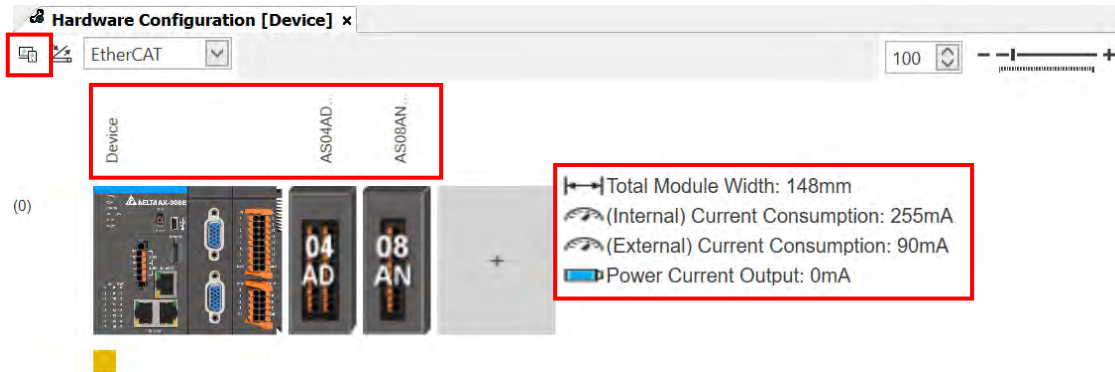 Hardware Configuration [Device] ×
EtherCAT
100
Device
AS04AD...
AS08AN...
(0)
04
AD
08
AN
+
Total Module Width: 148mm
(Internal) Current Consumption: 255mA
(External) Current Consumption: 90mA
Power Current Output: 0mA